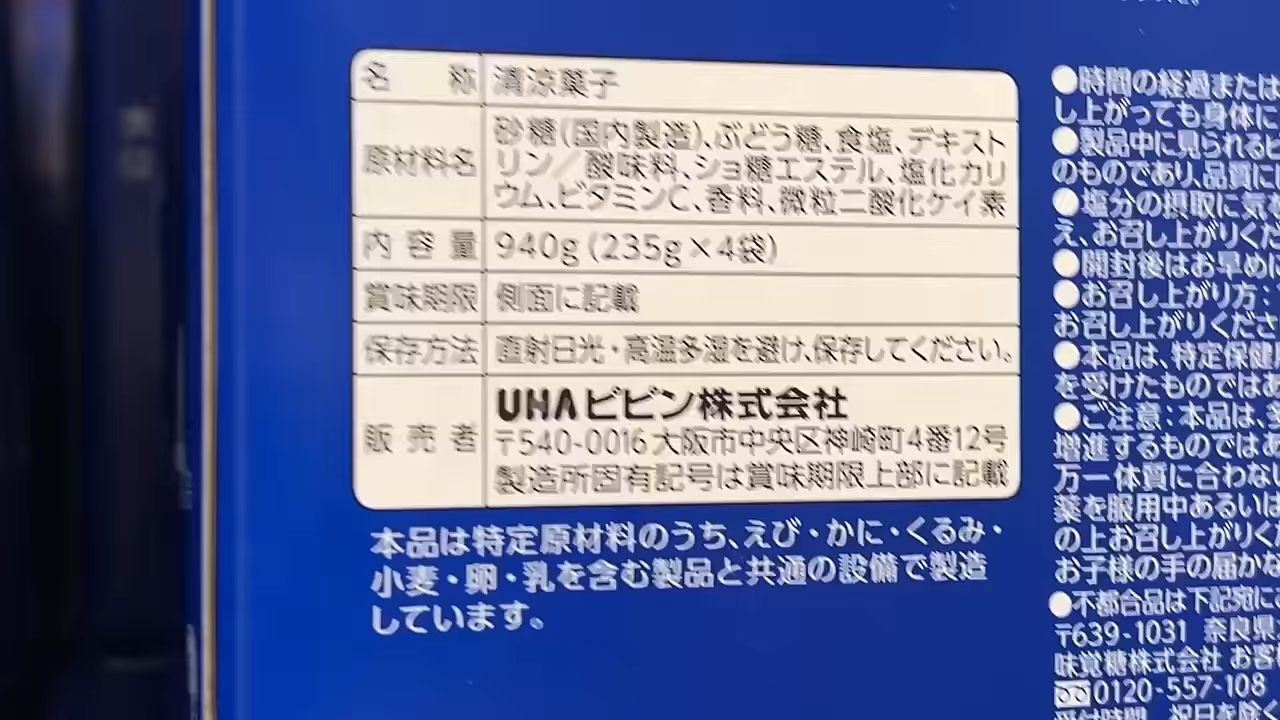 名称 清涼菓子
原材料名 砂糖(国内製造)、ぶどう糖、食塩、デキスト
リン／酸味料、ショ糖エステル、塩化カリ
ウム、ビタミンC、香料、微粒二酸化ケイ素
内容量 940g (235g×4袋)
賞味期限 側面に記載
保存方法 直射日光・高温多湿を避け、保存してください。
販売者 UHAビビン株式会社
〒540-0016 大阪市中央区神崎町4番12号
製造所固有記号は賞味期限上部に記載
本品は特定原材料のうち、えび・かに・くるみ・
小麦・卵・乳を含む製品と共通の設備で製造
しています。
●時間の経過または
し上がっても身体に
●製品中に見られる
のものであり、品質に
●塩分の摂取に気
え、お召し上がりくだ
●開封後はお早めに
●お召し上がり方：
お召し上がりくださ
●本品は、特定保健
を受けたものではあ
●ご注意：本品は、多
増進するものではあ
万一体質に合わない
薬を服用中あるいは
の上お召し上がりくだ
お子様の手の届かな
●不都合品は下記宛に
〒639-1031 奈良県
味覚糖株式会社 お客
0120-557-108
受付時間 祝日を除く